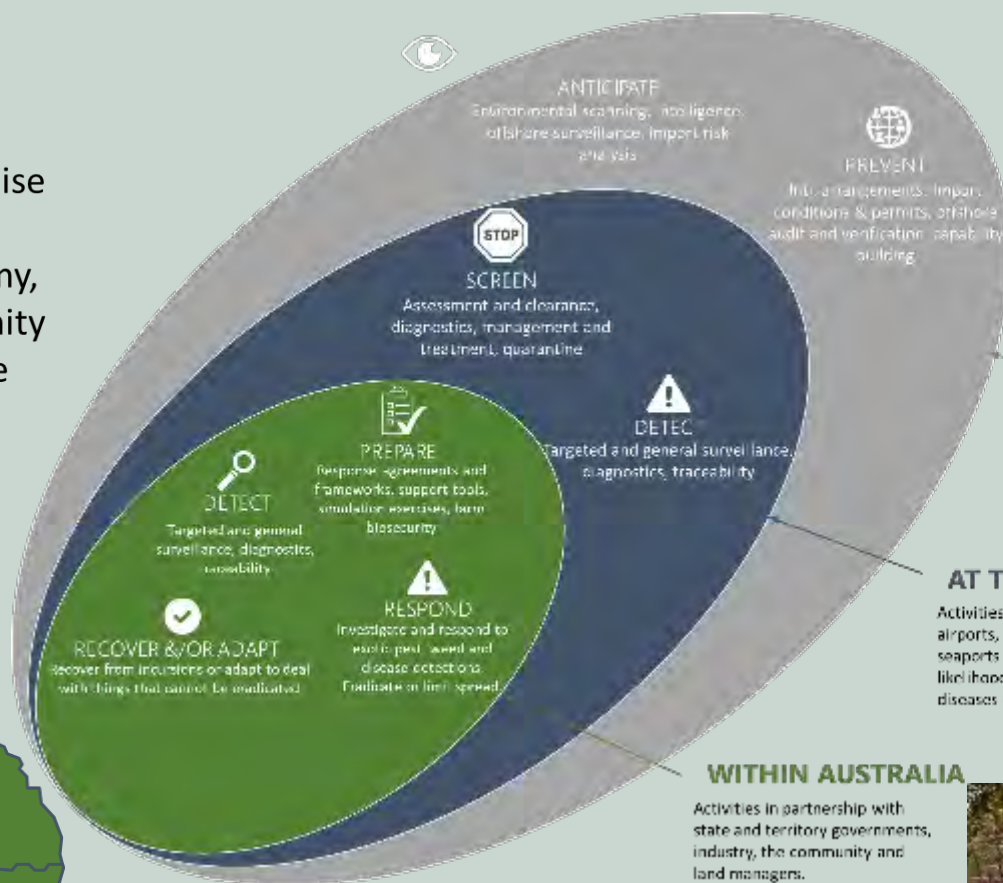 ise
ny,
nity
e
ANTICIPATE
Environmental scanning, intelligence,
offshore surveillance, import risk
analysis
PREVENT
arrangements, import
conditions & permits, offshore
audit and verification, capability
building
STOP
SCREEN
Assessment and clearance,
diagnostics, management and
treatment, quarantine
DETEC
Targeted and general surveillance,
diagnostics, traceability
PREPARE
Response agreements and
frameworks, support tools,
simulation exercises, farm
biosecurity
DETECT
Targeted and general
surveillance, diagnostics,
RESPOND
Investigate and respond to
exotic pest, weed and
disease detections
Eradicate or limit spread
RECOVER &/OR ADAPT
Recover from incursions or adapt to deal
with things that cannot be eradicated
AT T
Activities
airports,
seaports
likelihood
diseases
WITHIN AUSTRALIA
Activities in partnership with
state and territory governments,
industry, the community and
land managers.